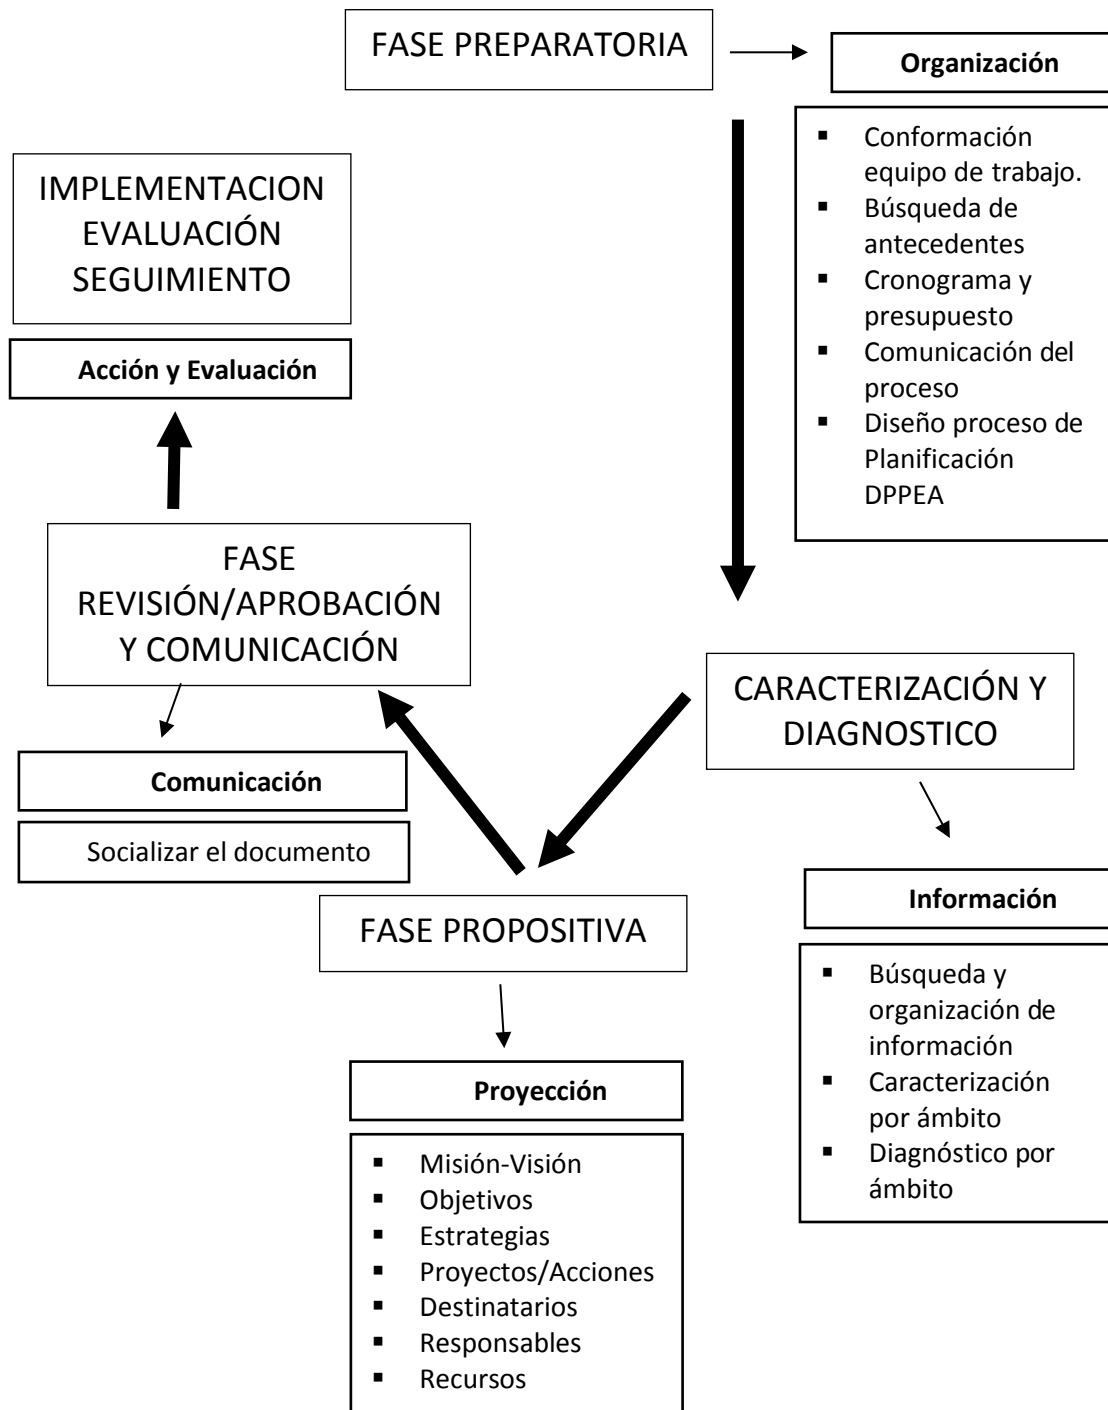 FASE PREPARATORIA
Organización
▪ Conformación
equipo de trabajo.
▪ Búsqueda de
antecedentes
▪ Cronograma y
presupuesto
▪ Comunicación del
proceso
▪ Diseño proceso de
Planificación
DPPEA
IMPLEMENTACION
EVALUACIÓN
SEGUIMIENTO
Acción y Evaluación
FASE
REVISIÓN/APROBACIÓN
Y COMUNICACIÓN
Comunicación
Socializar el documento
CARACTERIZACIÓN Y
DIAGNOSTICO
Información
▪ Búsqueda y
organización de
información
▪ Caracterización
por ámbito
▪ Diagnóstico por
ámbito
FASE PROPOSITIVA
Proyección
▪ Misión-Visión
▪ Objetivos
▪ Estrategias
▪ Proyectos/Acciones
▪ Destinatarios
▪ Responsables
▪ Recursos